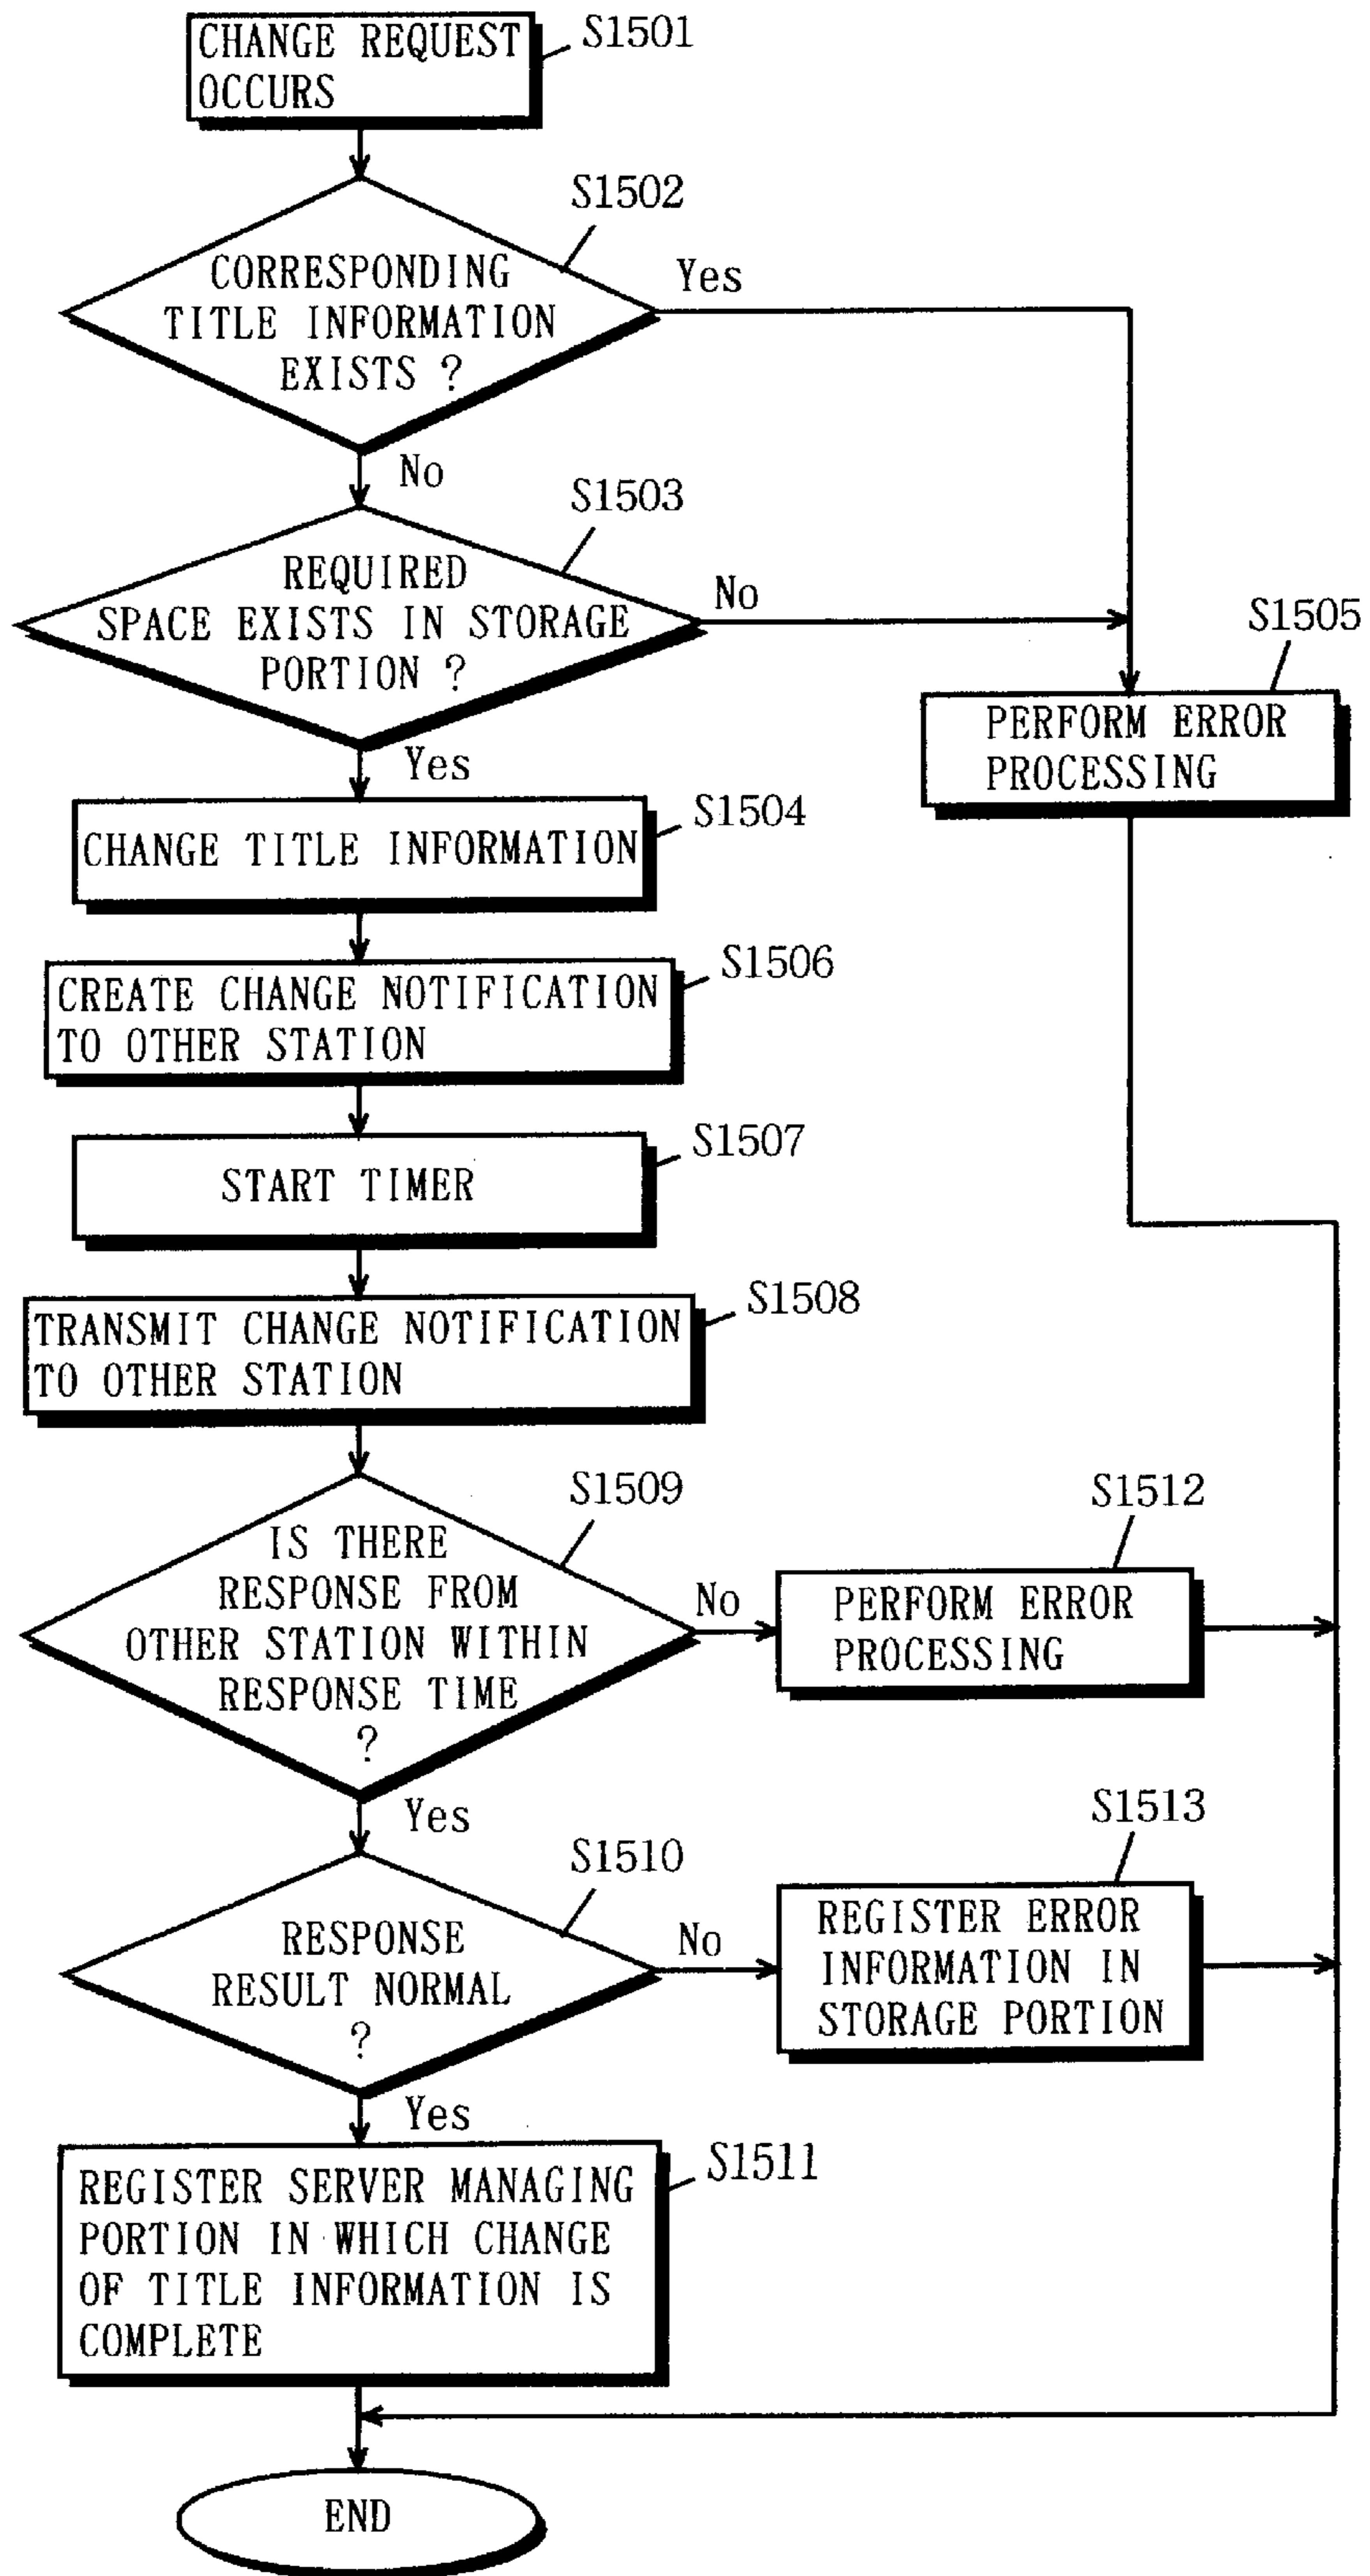 CHANGE REQUEST
OCCURS
S1501
S1502
CORRESPONDING
TITLE INFORMATION
EXISTS ?
Yes
No
S1503
REQUIRED
SPACE EXISTS IN STORAGE
PORTION ?
No
S1505
PERFORM ERROR
PROCESSING
Yes
S1504
CHANGE TITLE INFORMATION
S1506
CREATE CHANGE NOTIFICATION
TO OTHER STATION
S1507
START TIMER
S1508
TRANSMIT CHANGE NOTIFICATION
TO OTHER STATION
S1509
IS THERE
RESPONSE FROM
OTHER STATION WITHIN
RESPONSE TIME
?
No
S1512
PERFORM ERROR
PROCESSING
Yes
S1510
RESPONSE
RESULT NORMAL
?
No
S1513
REGISTER ERROR
INFORMATION IN
STORAGE PORTION
Yes
S1511
REGISTER SERVER MANAGING
PORTION IN WHICH CHANGE
OF TITLE INFORMATION IS
COMPLETE
END